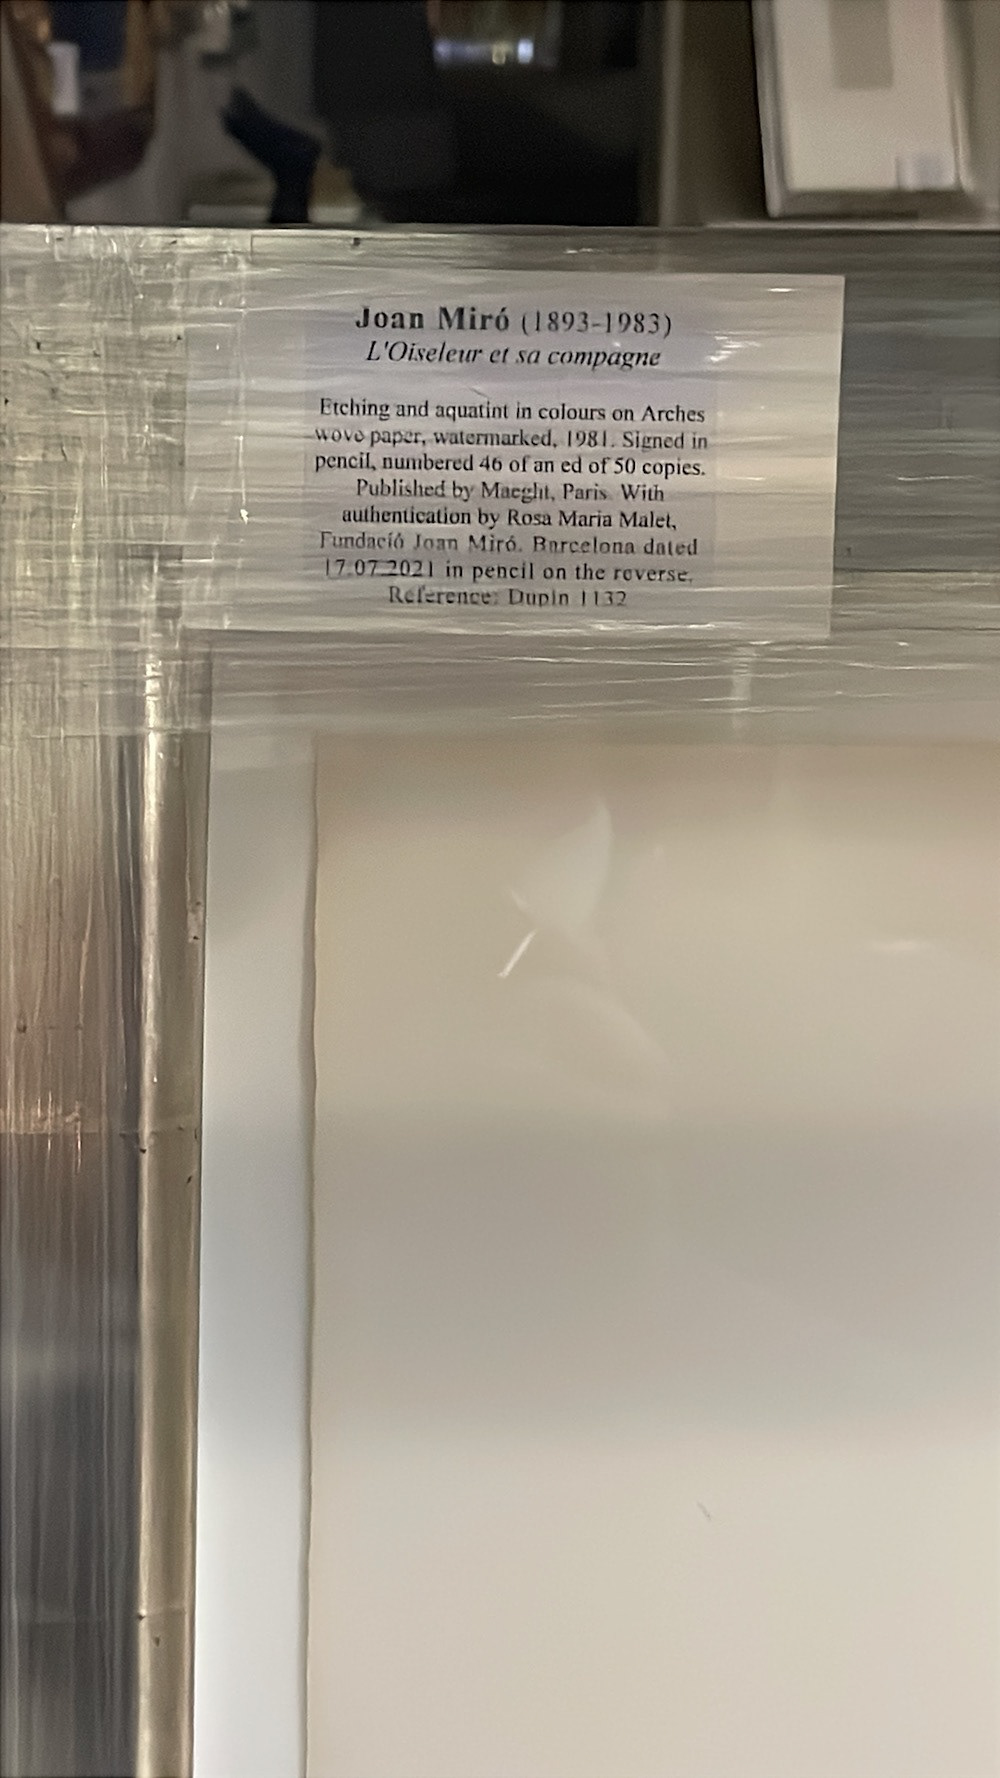 Joan Miró (1893-1983)
L'Oiseleur et sa compagne
Etching and aquatint in colours on Arches
wove paper, watermarked, 1981. Signed in
pencil, numbered 46 of an ed of 50 copies.
Published by Maeght, Paris. With
authentication by Rosa Maria Malet,
Fundació Joan Miró, Barcelona dated
17.07.2021 in pencil on the reverse.
Reference: Dupin 1132